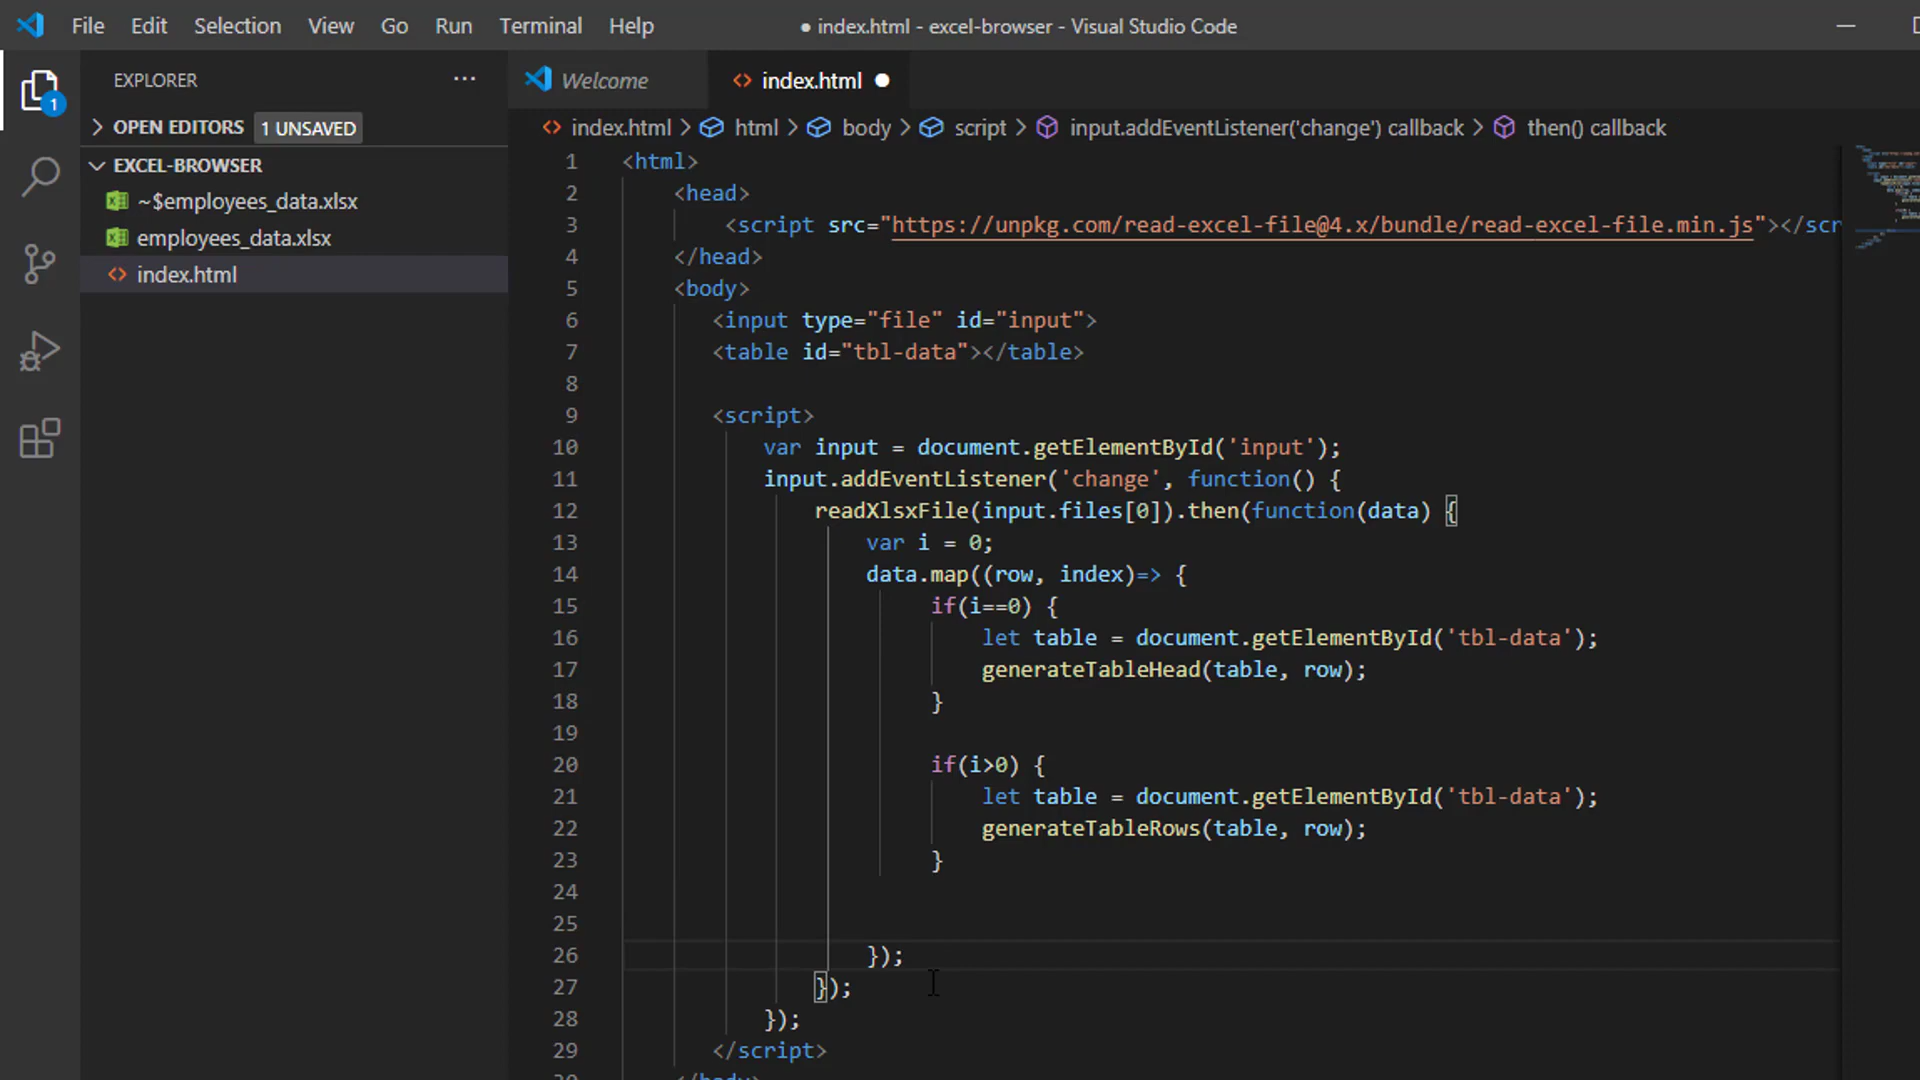 File Edit Selection View Go Run Terminal Help
● index.html - excel-browser - Visual Studio Code
EXPLORER ...
1
OPEN EDITORS 1 UNSAVED
EXCEL-BROWSER
~$employees_data.xlsx
employees_data.xlsx
index.html
Welcome
index.html ●
index.html > html > body > script > input.addEventListener('change') callback > then() callback
1 <html>
2 <head>
3 <script src="https://unpkg.com/read-excel-file@4.x/bundle/read-excel-file.min.js"></scr
4 </head>
5 <body>
6 <input type="file" id="input">
7 <table id="tbl-data"></table>
8
9 <script>
10 var input = document.getElementById('input');
11 input.addEventListener('change', function() {
12 readXlsxFile(input.files[0]).then(function(data) {
13 var i = 0;
14 data.map((row, index)=> {
15 if(i==0) {
16 let table = document.getElementById('tbl-data');
17 generateTableHead(table, row);
18 }
19
20 if(i>0) {
21 let table = document.getElementById('tbl-data');
22 generateTableRows(table, row);
23 }
24
25
26 });
27 });
28 });
29 </script>